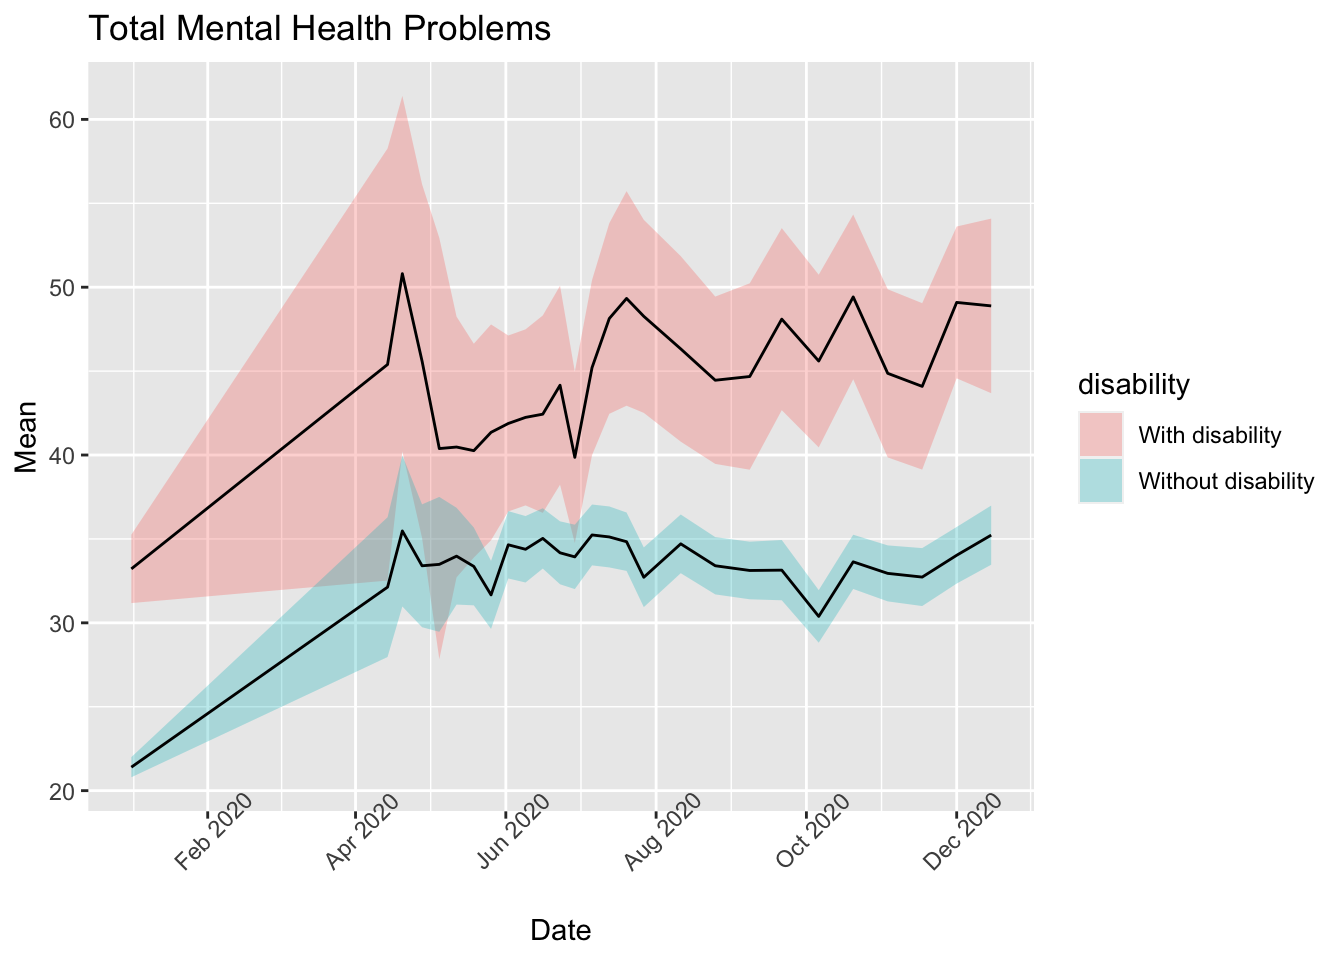 Total Mental Health Problems
60
50
40
30
20
Mean
Feb 2020
Apr 2020
Jun 2020
Aug 2020
Oct 2020
Dec 2020
Date
disability
With disability
Without disability